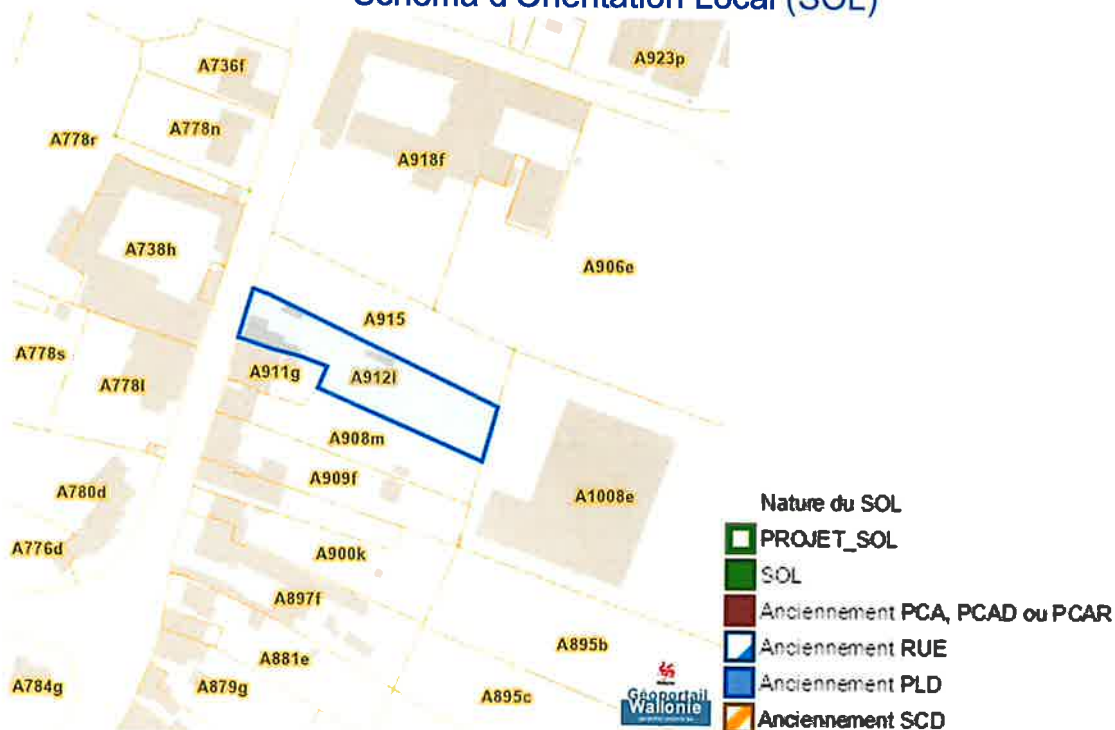 Schéma d'Orientation Local (SOL)
A923p
A736f
A778n
A778r
A918f
A738h
A906e
A915
A778s
A911g
A912l
A778l
A908m
A909f
A780d
A1008e
A776d
A900k
A897f
A895b
A881e
A784g
A879g
A895c
Géoportail
Wallonie
Nature du SOL
PROJET_SOL
SOL
Anciennement PCA, PCAD ou PCAR
Anciennement RUE
Anciennement PLD
Anciennement SCD